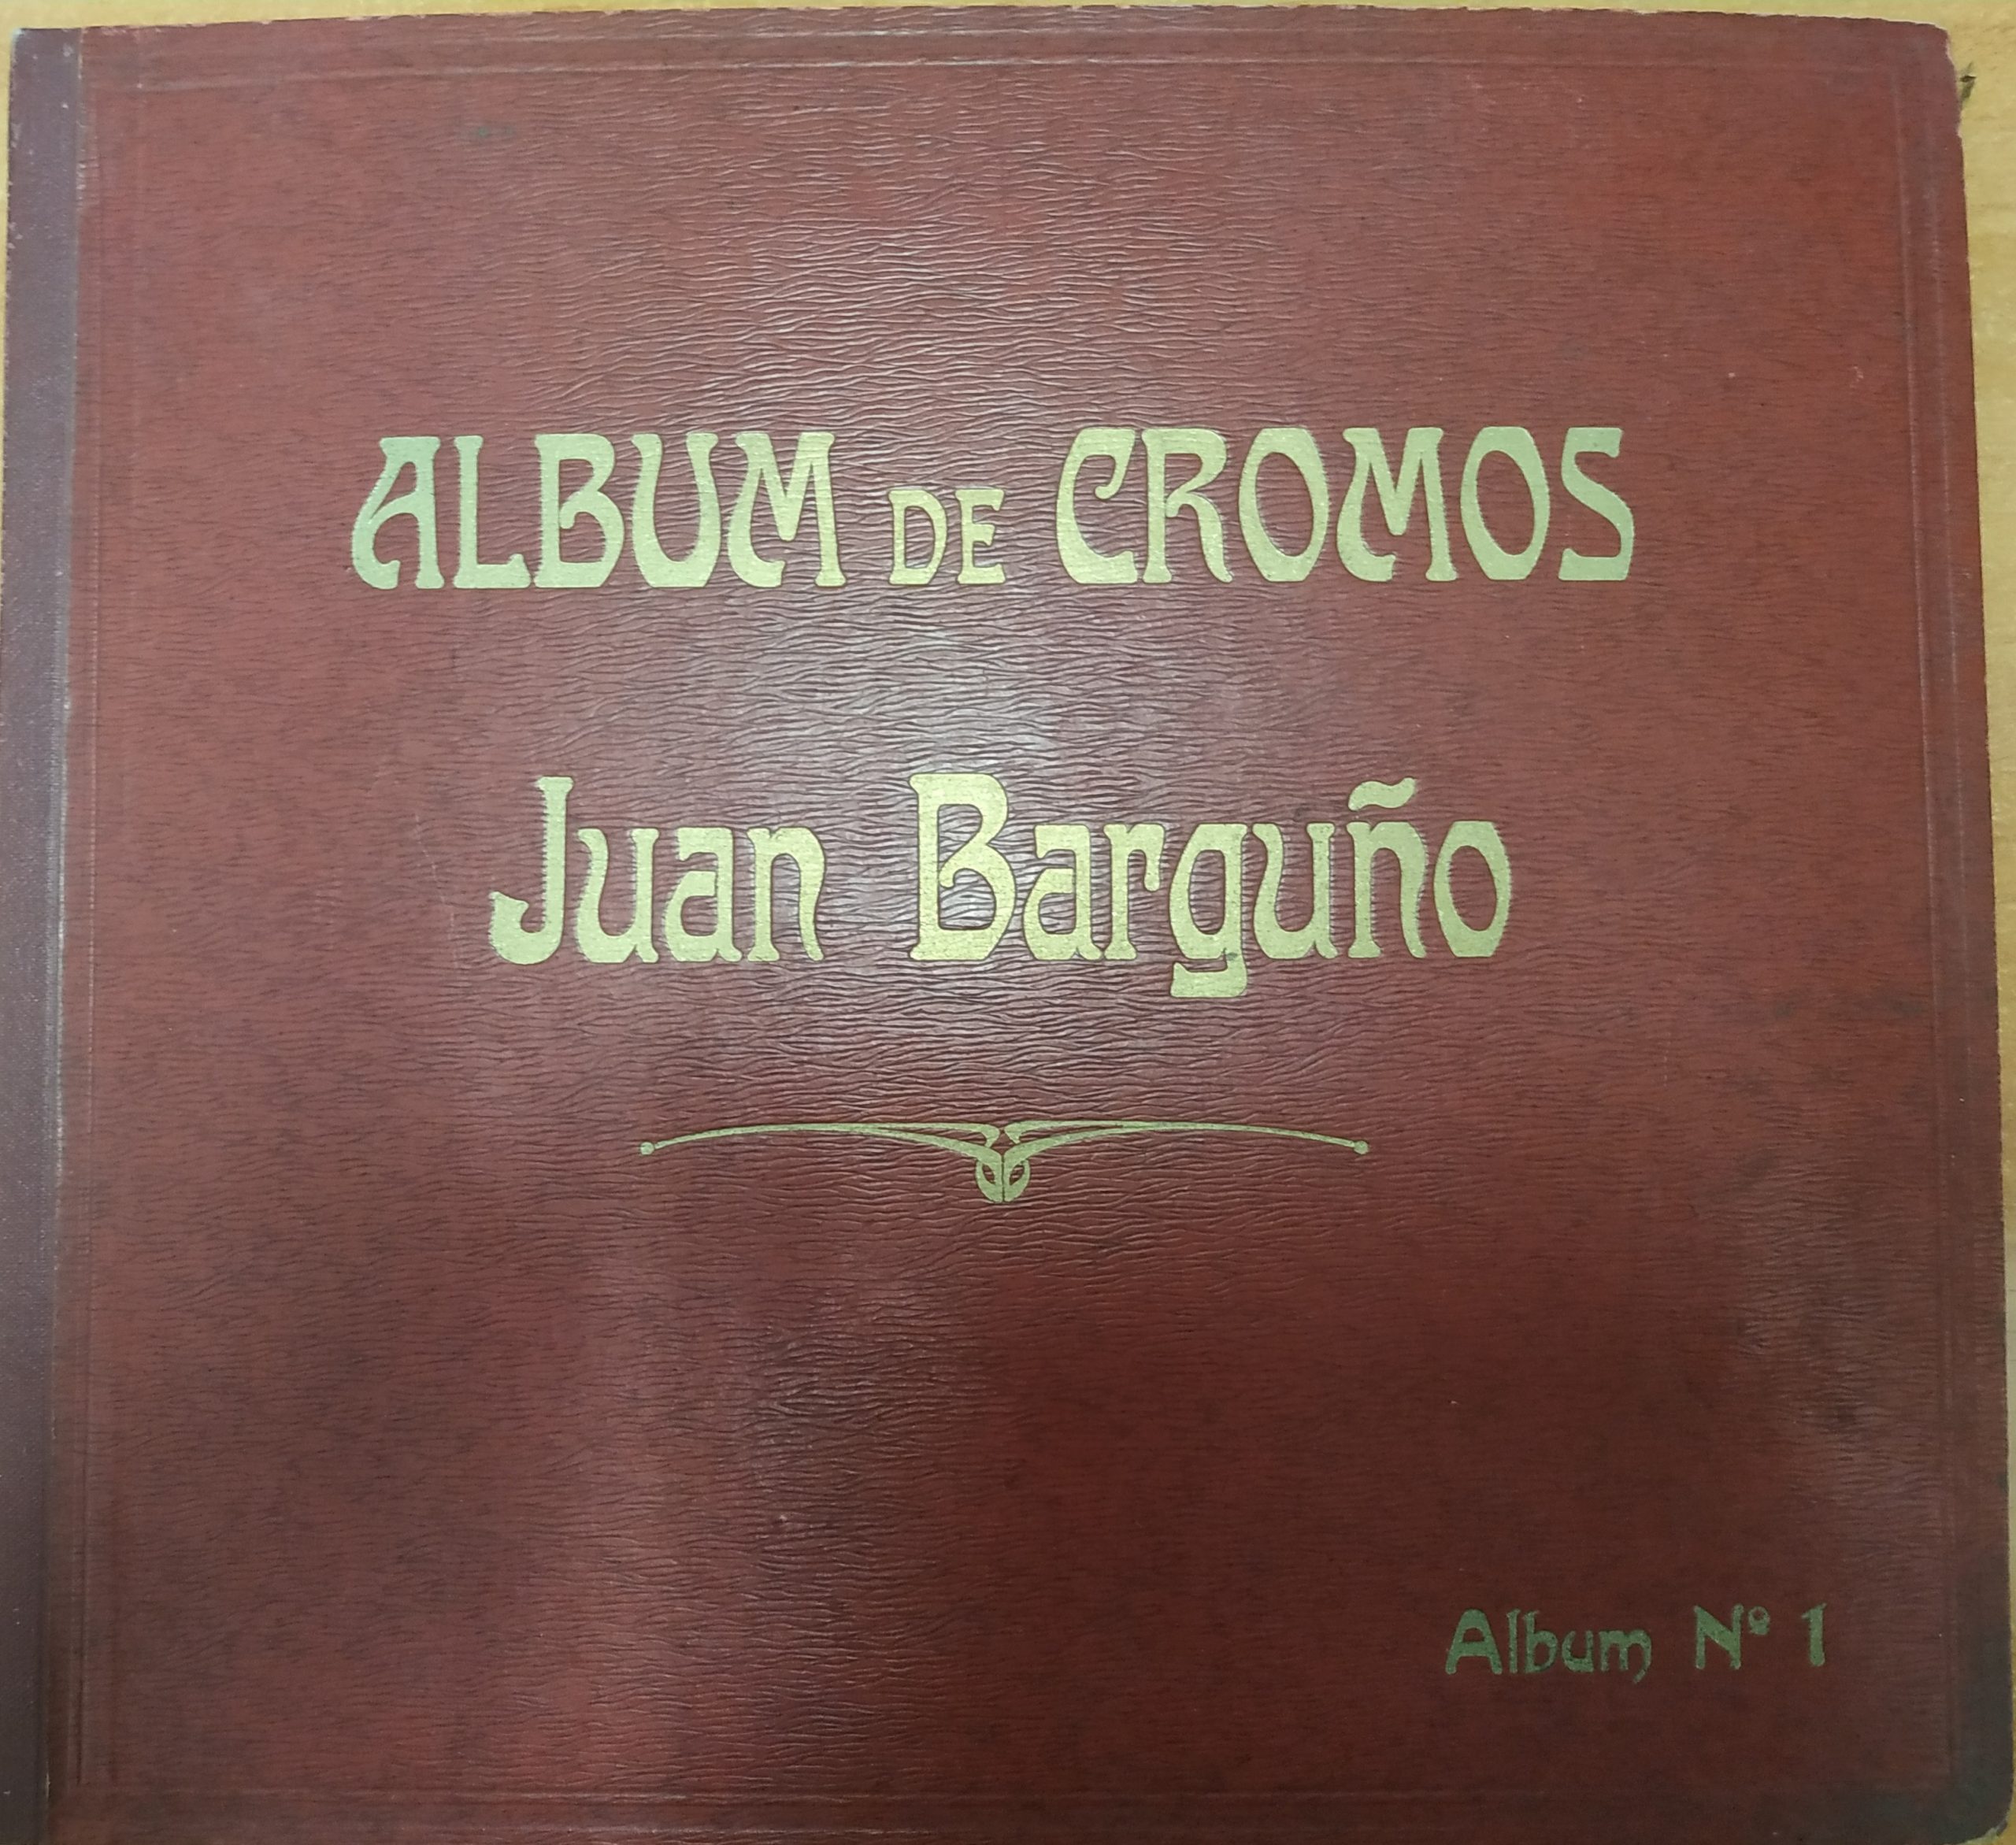 ALBUM DE CROMOS
Juan Barguño
Album Nº 1